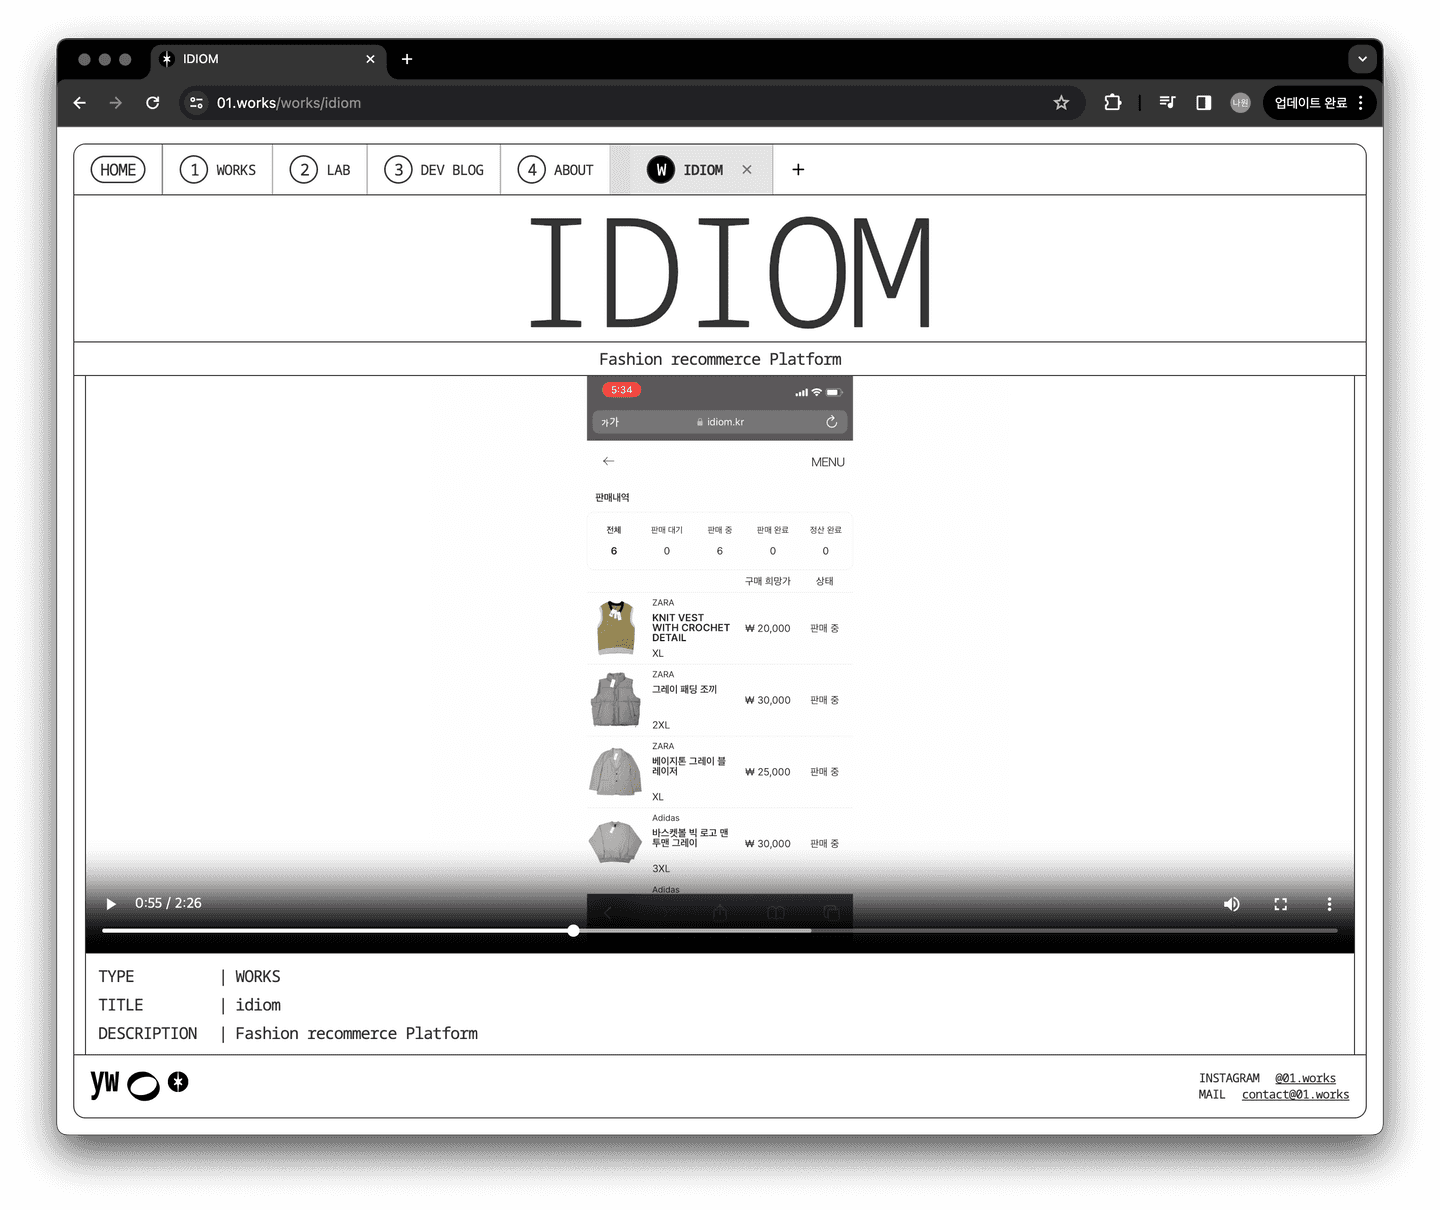 IDIOM
01.works/works/idiom
나원
업데이트 완료
HOME
1 WORKS
2 LAB
3 DEV BLOG
4 ABOUT
W IDIOM
IDIOM
Fashion recommerce Platform
5:34
가가 idiom.kr
MENU
판매내역
전체 판매 대기 판매 중 판매 완료 정산 완료
6 0 6 0 0
구매 희망가 상태
ZARA
KNIT VEST
WITH CROCHET
DETAIL
XL
₩ 20,000 판매 중
ZARA
그레이 패딩 조끼
2XL
₩ 30,000 판매 중
ZARA
베이지톤 그레이 블
레이저
XL
₩ 25,000 판매 중
Adidas
바스켓볼 빅 로고 맨
투맨 그레이
3XL
₩ 30,000 판매 중
Adidas
0:55 / 2:26
TYPE | WORKS
TITLE | idiom
DESCRIPTION | Fashion recommerce Platform
yw
INSTAGRAM @01.works
MAIL contact@01.works